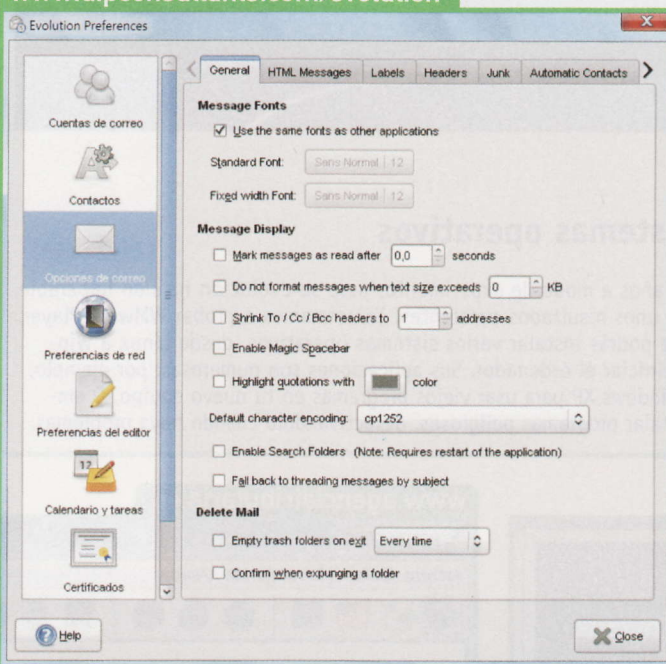 Evolution Preferences
General HTML Messages Labels Headers Junk Automatic Contacts
Cuentas de correo
Contactos
Opciones de correo
Preferencias de red
Preferencias del editor
12
Calendario y tareas
Certificados
Message Fonts
Use the same fonts as other applications
Standard Font: Sans Normal 12
Fixed width Font: Sans Normal 12
Message Display
Mark messages as read after 0,0 seconds
Do not format messages when text size exceeds 0 KB
Shrink To / Cc / Bcc headers to 1 addresses
Enable Magic Spacebar
Highlight quotations with color
Default character encoding: cp1252
Enable Search Folders (Note: Requires restart of the application)
Fall back to threading messages by subject
Delete Mail
Empty trash folders on exit Every time
Confirm when expunging a folder
Help
Close